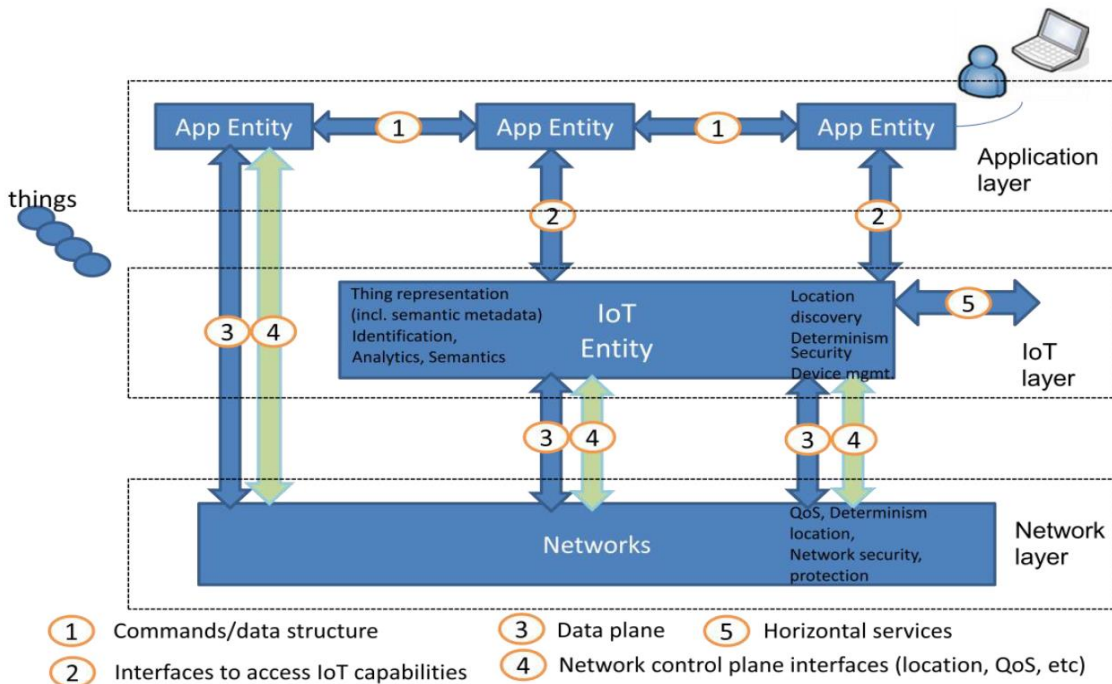 App Entity
1
App Entity
1
App Entity
Application
layer
things
2
2
Thing representation
(incl. semantic metadata)
Identification,
Analytics, Semantics
IoT
Entity
Location
discovery
Determinism
Security
Device mgmt.
5
IoT
layer
3
4
3
4
3
4
Networks
QoS, Determinism
location,
Network security,
protection
Network
layer
1 Commands/data structure
3 Data plane
5 Horizontal services
2 Interfaces to access IoT capabilities
4 Network control plane interfaces (location, QoS, etc)